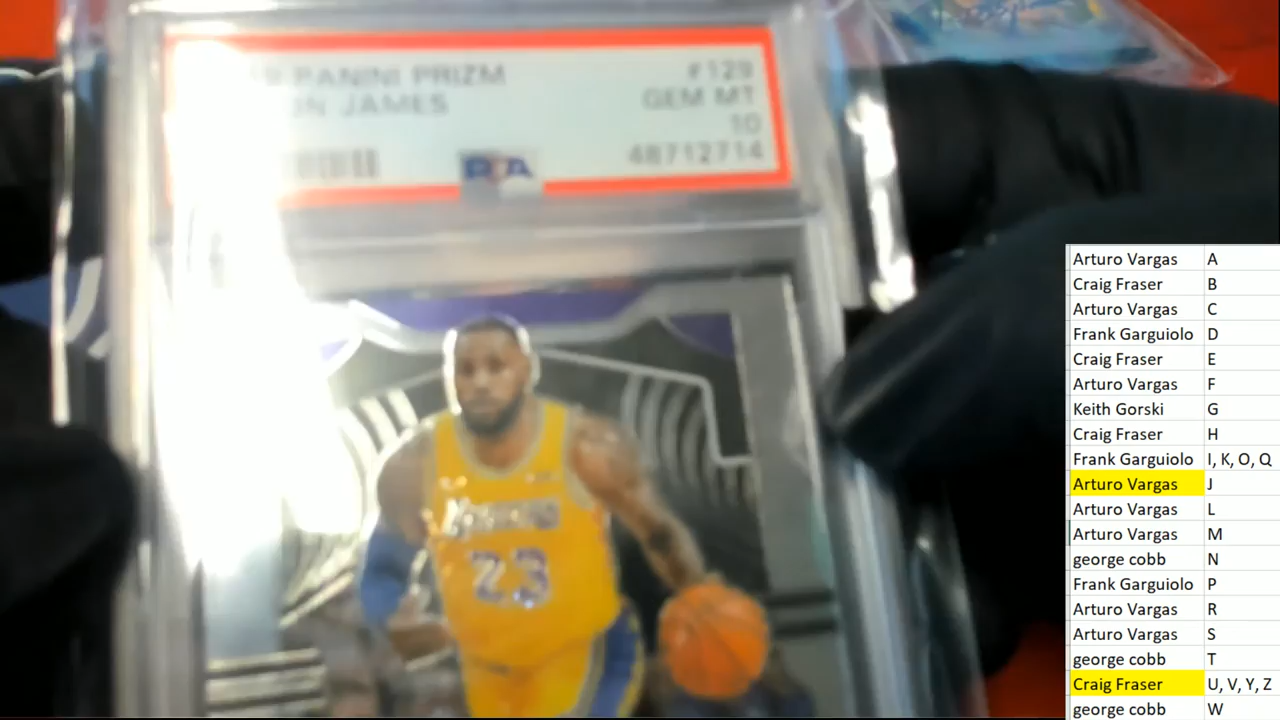 PANINI PRIZM
#129
JAMES
GEM MT
10
PSA
48712714
23
Arturo Vargas A
Craig Fraser B
Arturo Vargas C
Frank Garguiolo D
Craig Fraser E
Arturo Vargas F
Keith Gorski G
Craig Fraser H
Frank Garguiolo I, K, O, Q
Arturo Vargas J
Arturo Vargas L
Arturo Vargas M
george cobb N
Frank Garguiolo P
Arturo Vargas R
Arturo Vargas S
george cobb T
Craig Fraser U, V, Y, Z
george cobb W